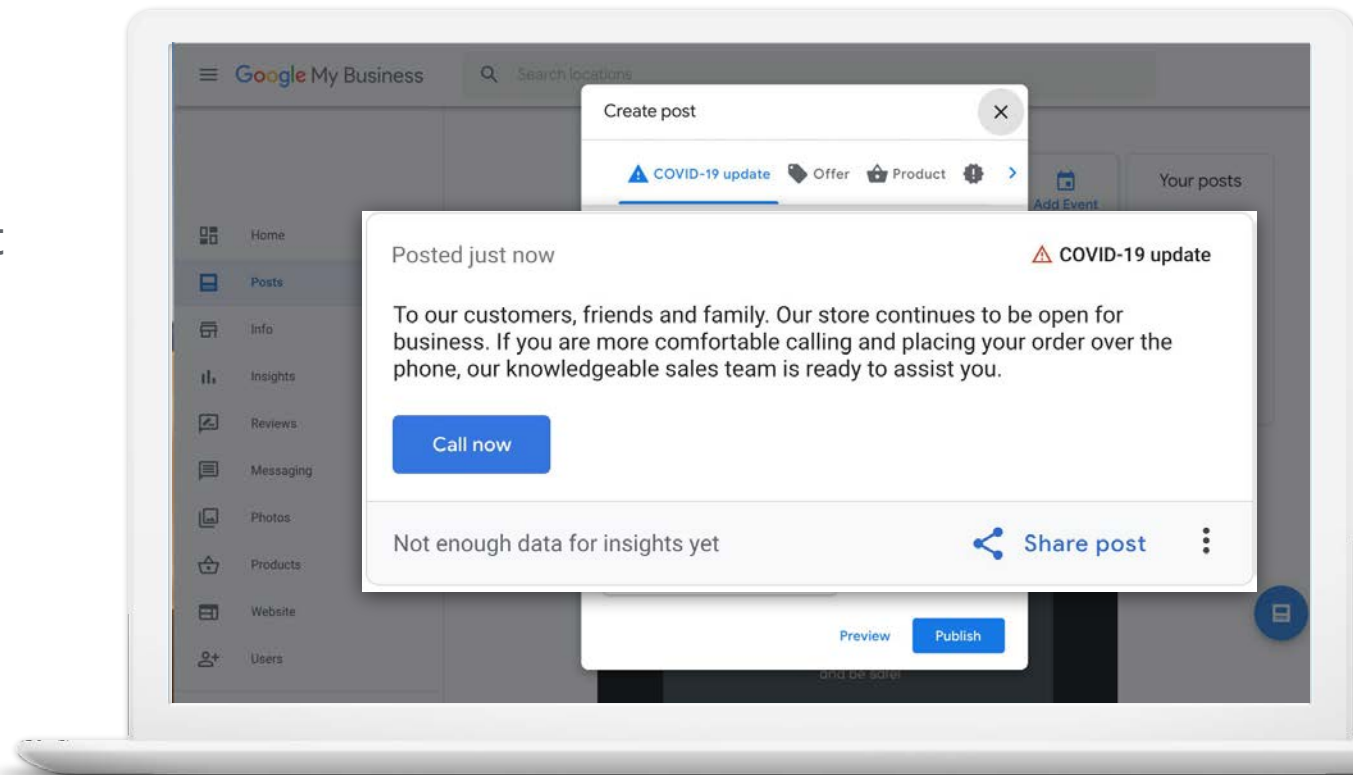 Google My Business
Search locations
Create post
COVID-19 update
Offer
Product
Add Event
Your posts
Home
Posts
Info
Insights
Reviews
Messaging
Photos
Products
Website
Users
Posted just now
COVID-19 update
To our customers, friends and family. Our store continues to be open for
business. If you are more comfortable calling and placing your order over the
phone, our knowledgeable sales team is ready to assist you.
Call now
Not enough data for insights yet
Share post
Preview
Publish
and be safe!